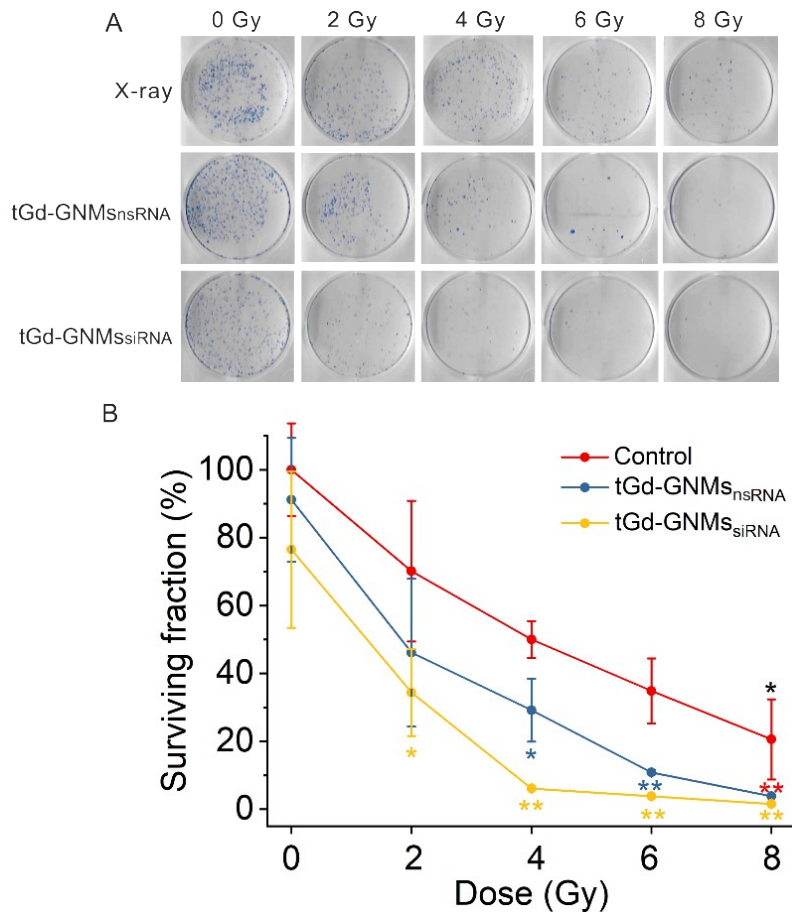 A
0 Gy 2 Gy 4 Gy 6 Gy 8 Gy
X-ray
tGd-GNMsnsRNA
tGd-GNMssiRNA
B
Surviving fraction (%)
100
80
60
40
20
0
Control
tGd-GNMsnsRNA
tGd-GNMssiRNA
*
* *
** **
** ** **
0 2 4 6 8
Dose (Gy)